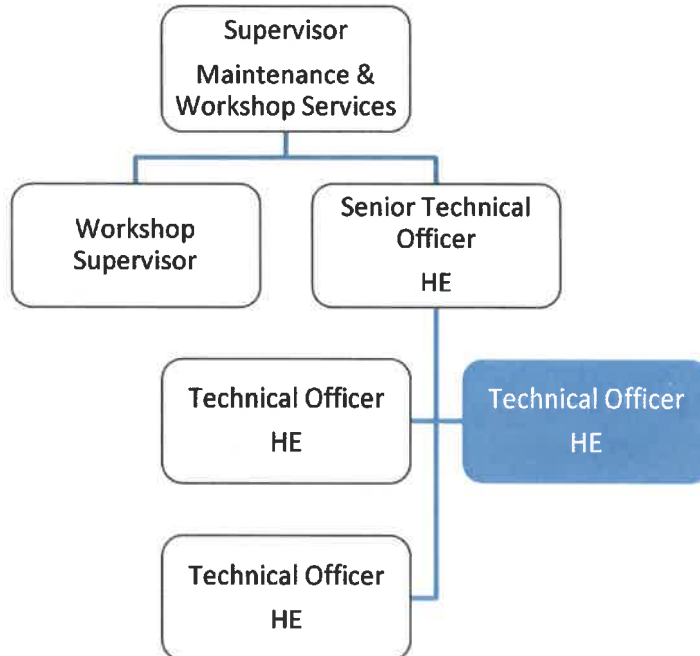 Supervisor
Maintenance &
Workshop Services
Workshop
Supervisor
Senior Technical
Officer
HE
Technical Officer
HE
Technical Officer
HE
Technical Officer
HE